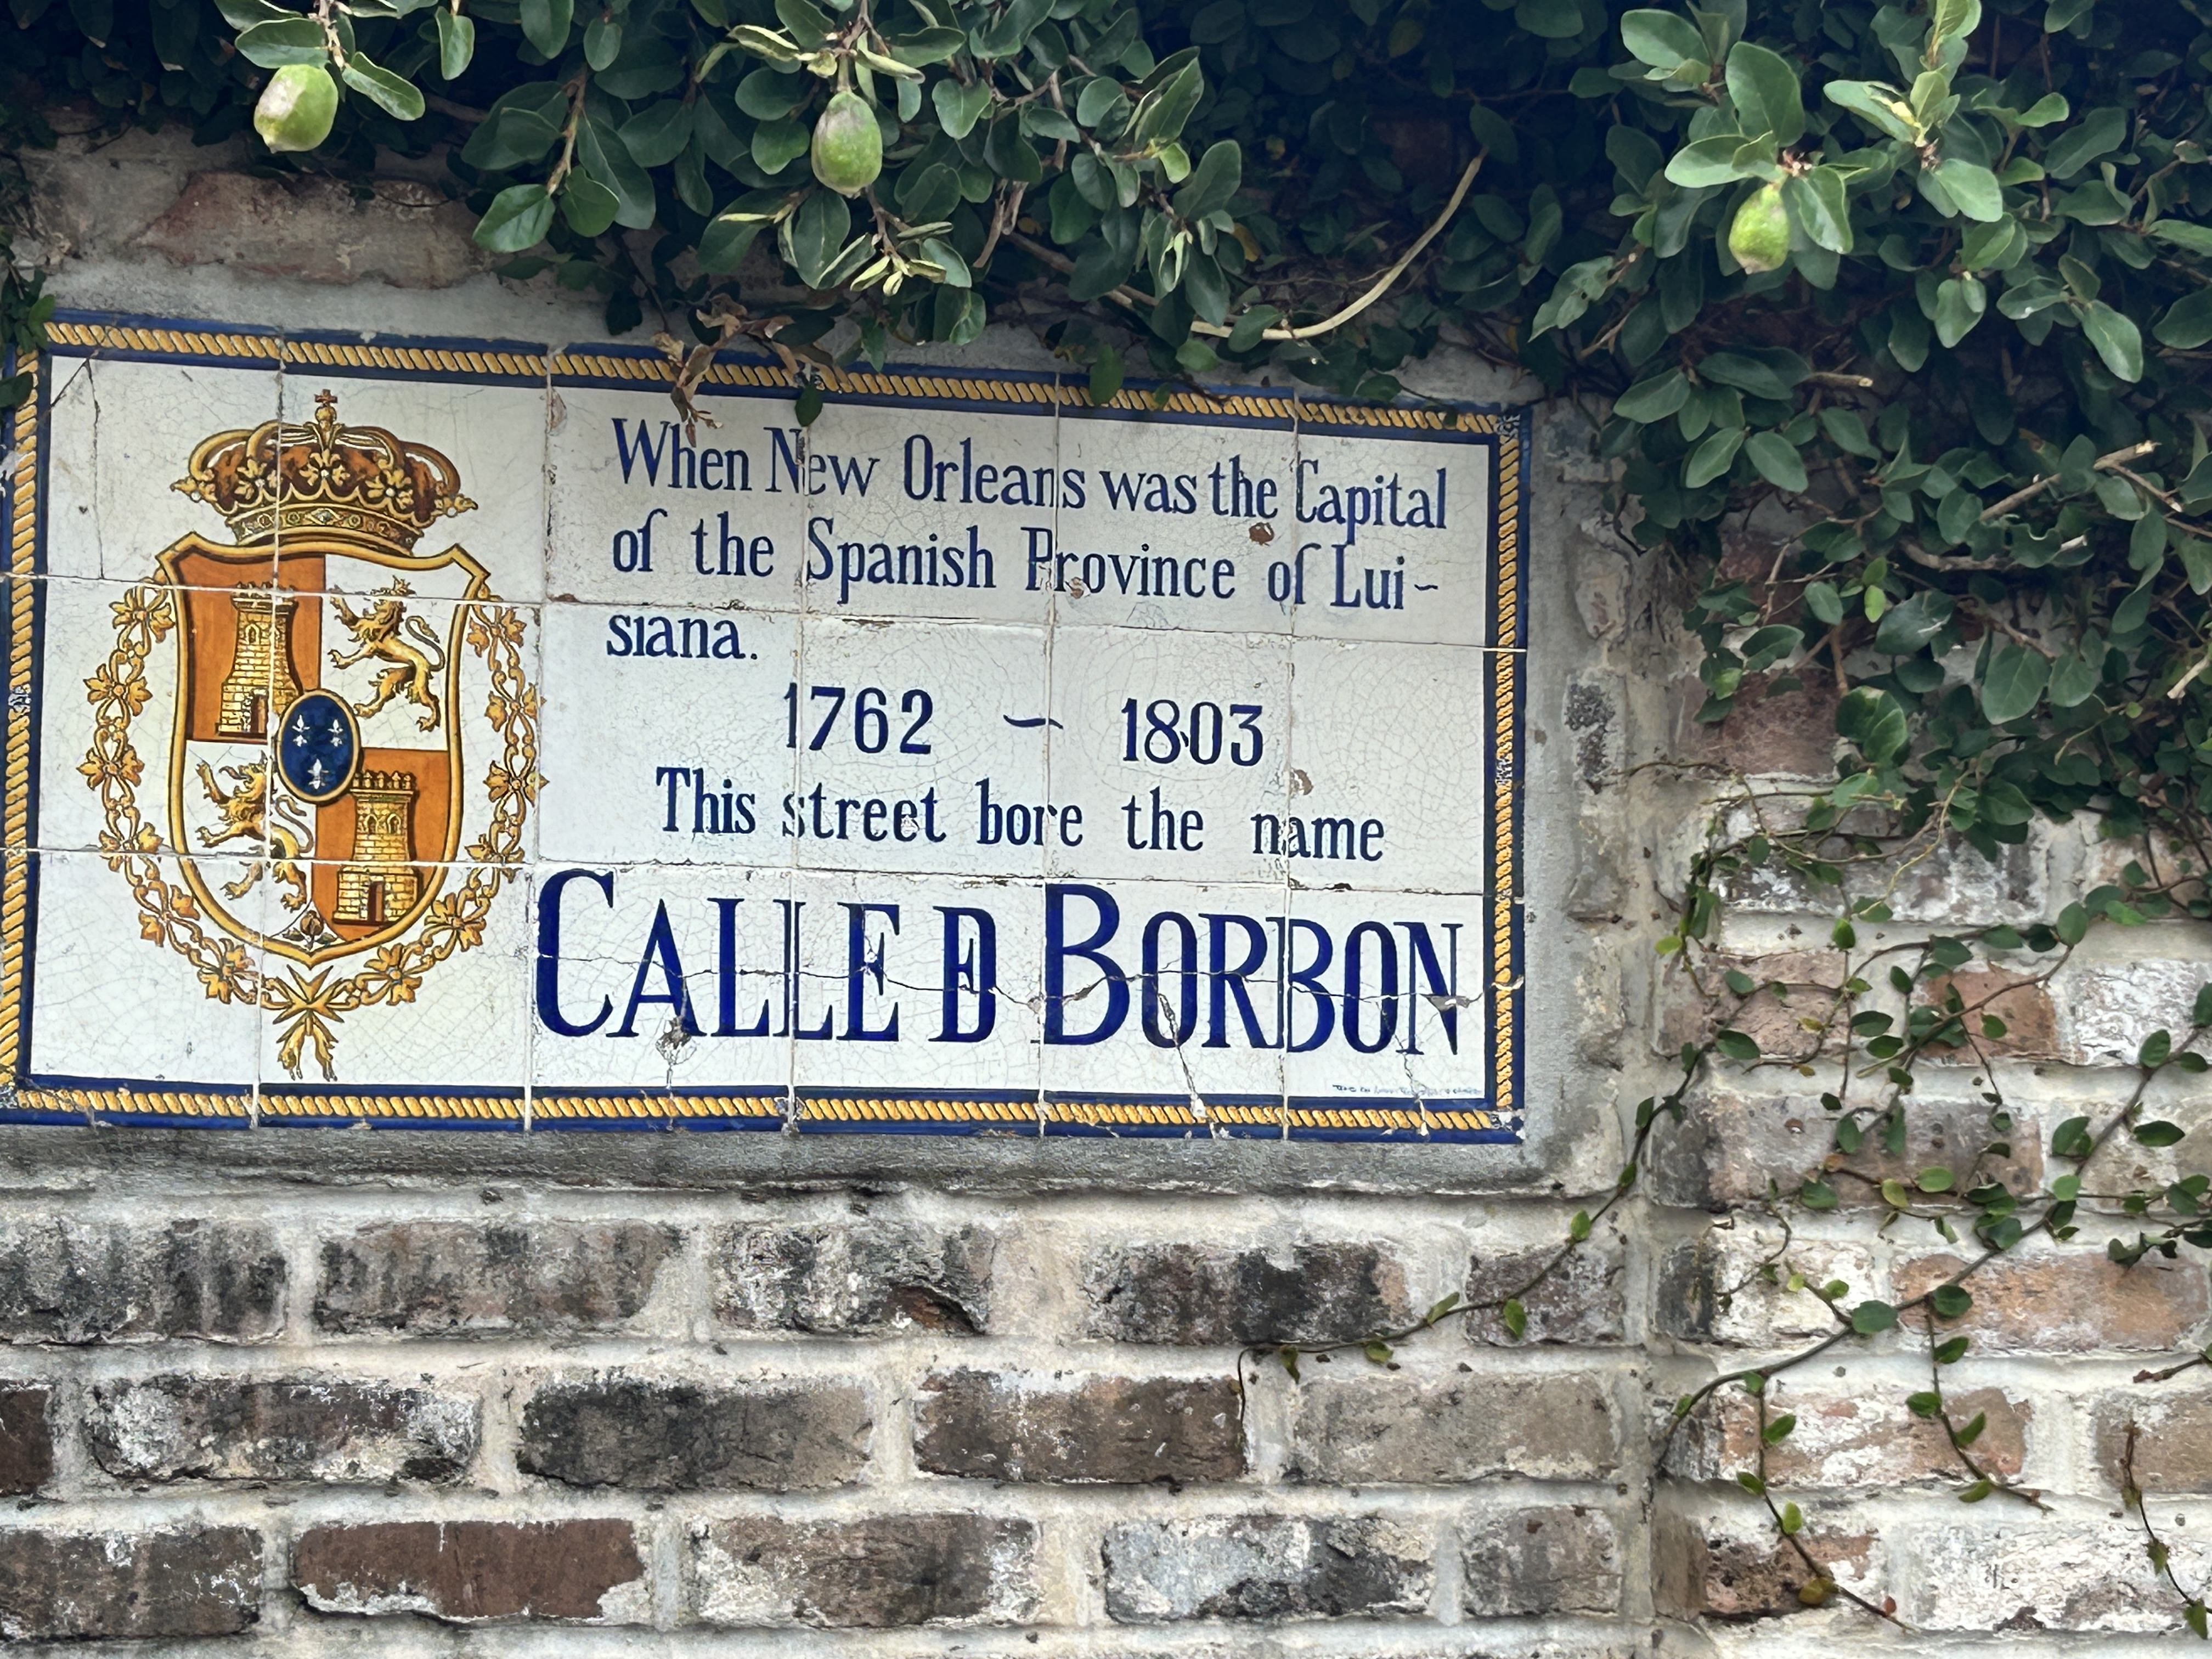 When New Orleans was the Capital
of the Spanish Province of Lui~
siana.
1762 ~ 1803
This street bore the name
CALLE DE BORBON